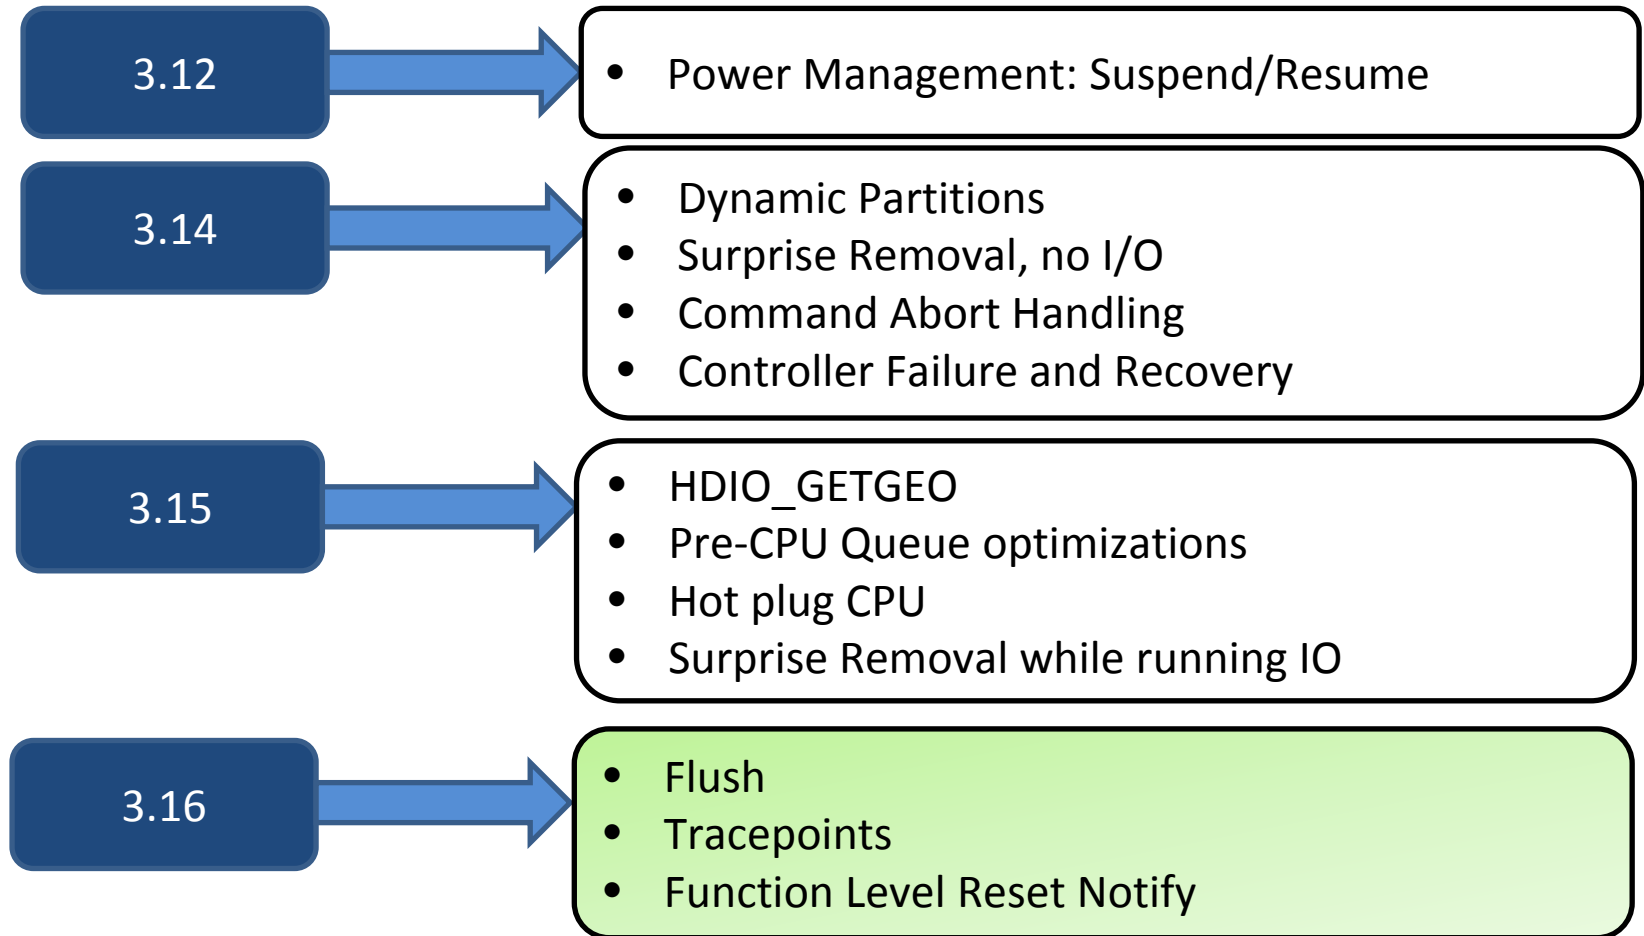 3.12
• Power Management: Suspend/Resume
3.14
• Dynamic Partitions
• Surprise Removal, no I/O
• Command Abort Handling
• Controller Failure and Recovery
3.15
• HDIO_GETGEO
• Pre-CPU Queue optimizations
• Hot plug CPU
• Surprise Removal while running IO
3.16
• Flush
• Tracepoints
• Function Level Reset Notify